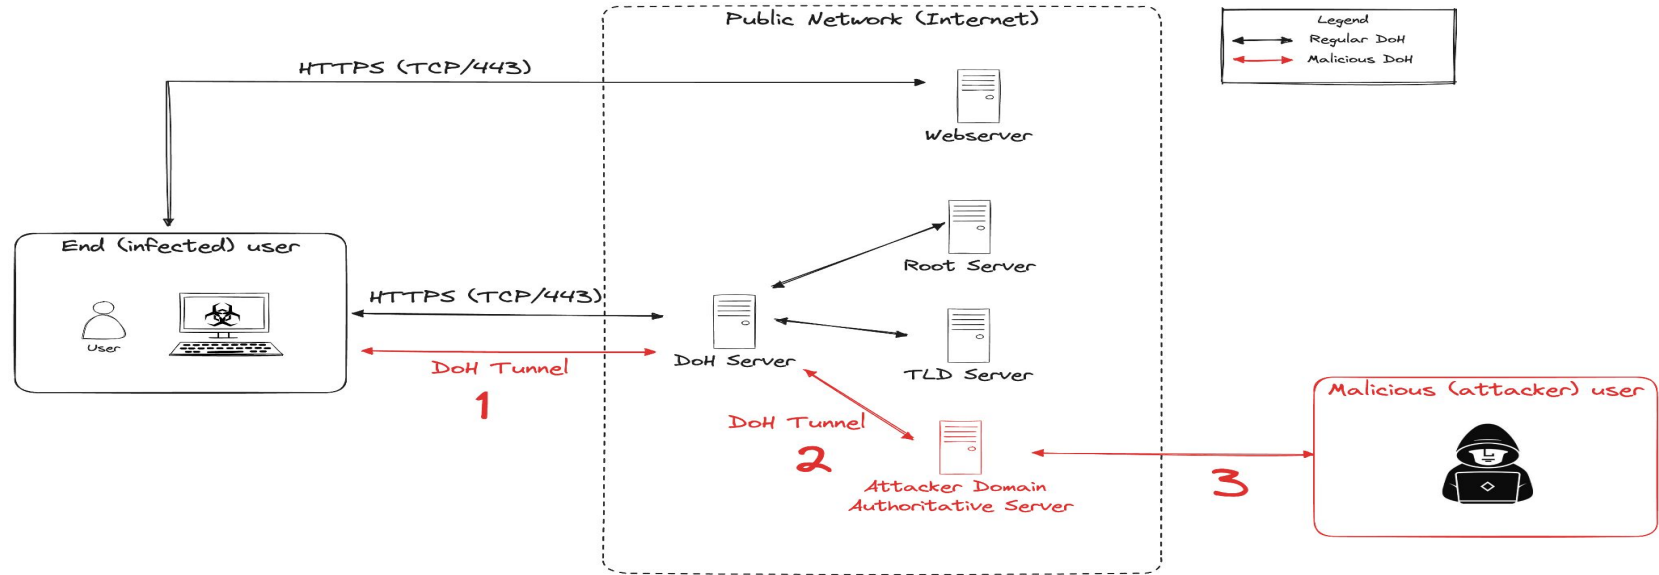 Public Network (Internet)
Legend
Regular DoH
Malicious DoH
HTTPS (TCP/443)
Webserver
End (infected) user
User
HTTPS (TCP/443)
DoH Tunnel
1
DoH Server
Root Server
TLD Server
DoH Tunnel
2
Attacker Domain
Authoritative Server
3
Malicious (attacker) user